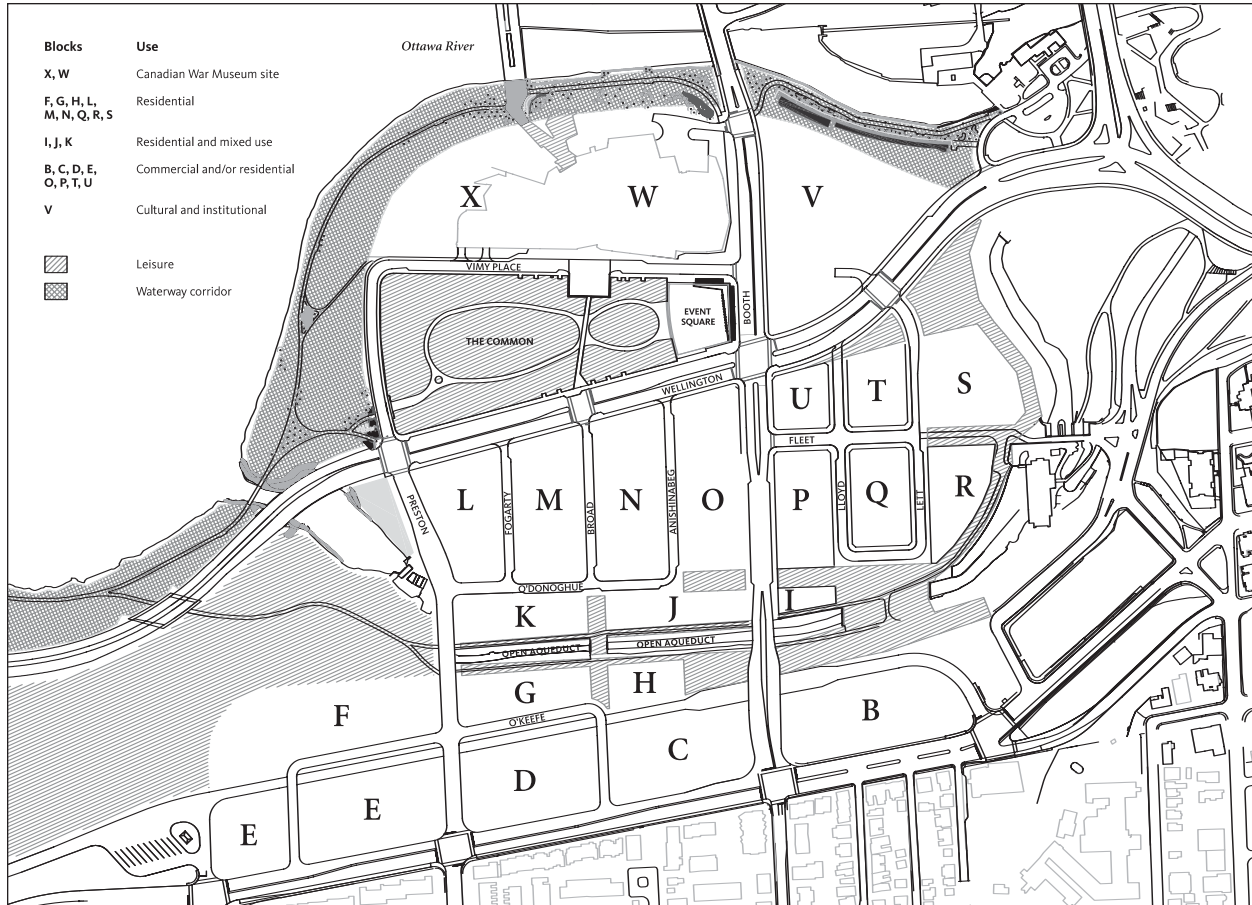 Blocks Use
X, W Canadian War Museum site
F, G, H, L, Residential
M, N, Q, R, S
I, J, K Residential and mixed use
B, C, D, E, Commercial and/or residential
O, P, T, U
V Cultural and institutional
Leisure
Waterway corridor
Ottawa River
X
W
V
VIMY PLACE
BOOTH
EVENT
SQUARE
THE COMMON
WELLINGTON
U
T
S
FLEET
PRESTON
L
FOGARTY
M
BROAD
N
ANISHINABEG
O
P
LLOYD
Q
LETT
R
O'DONOGHUE
K
J
I
OPEN AQUEDUCT
OPEN AQUEDUCT
G
H
F
O'KEEFE
B
C
D
E
E